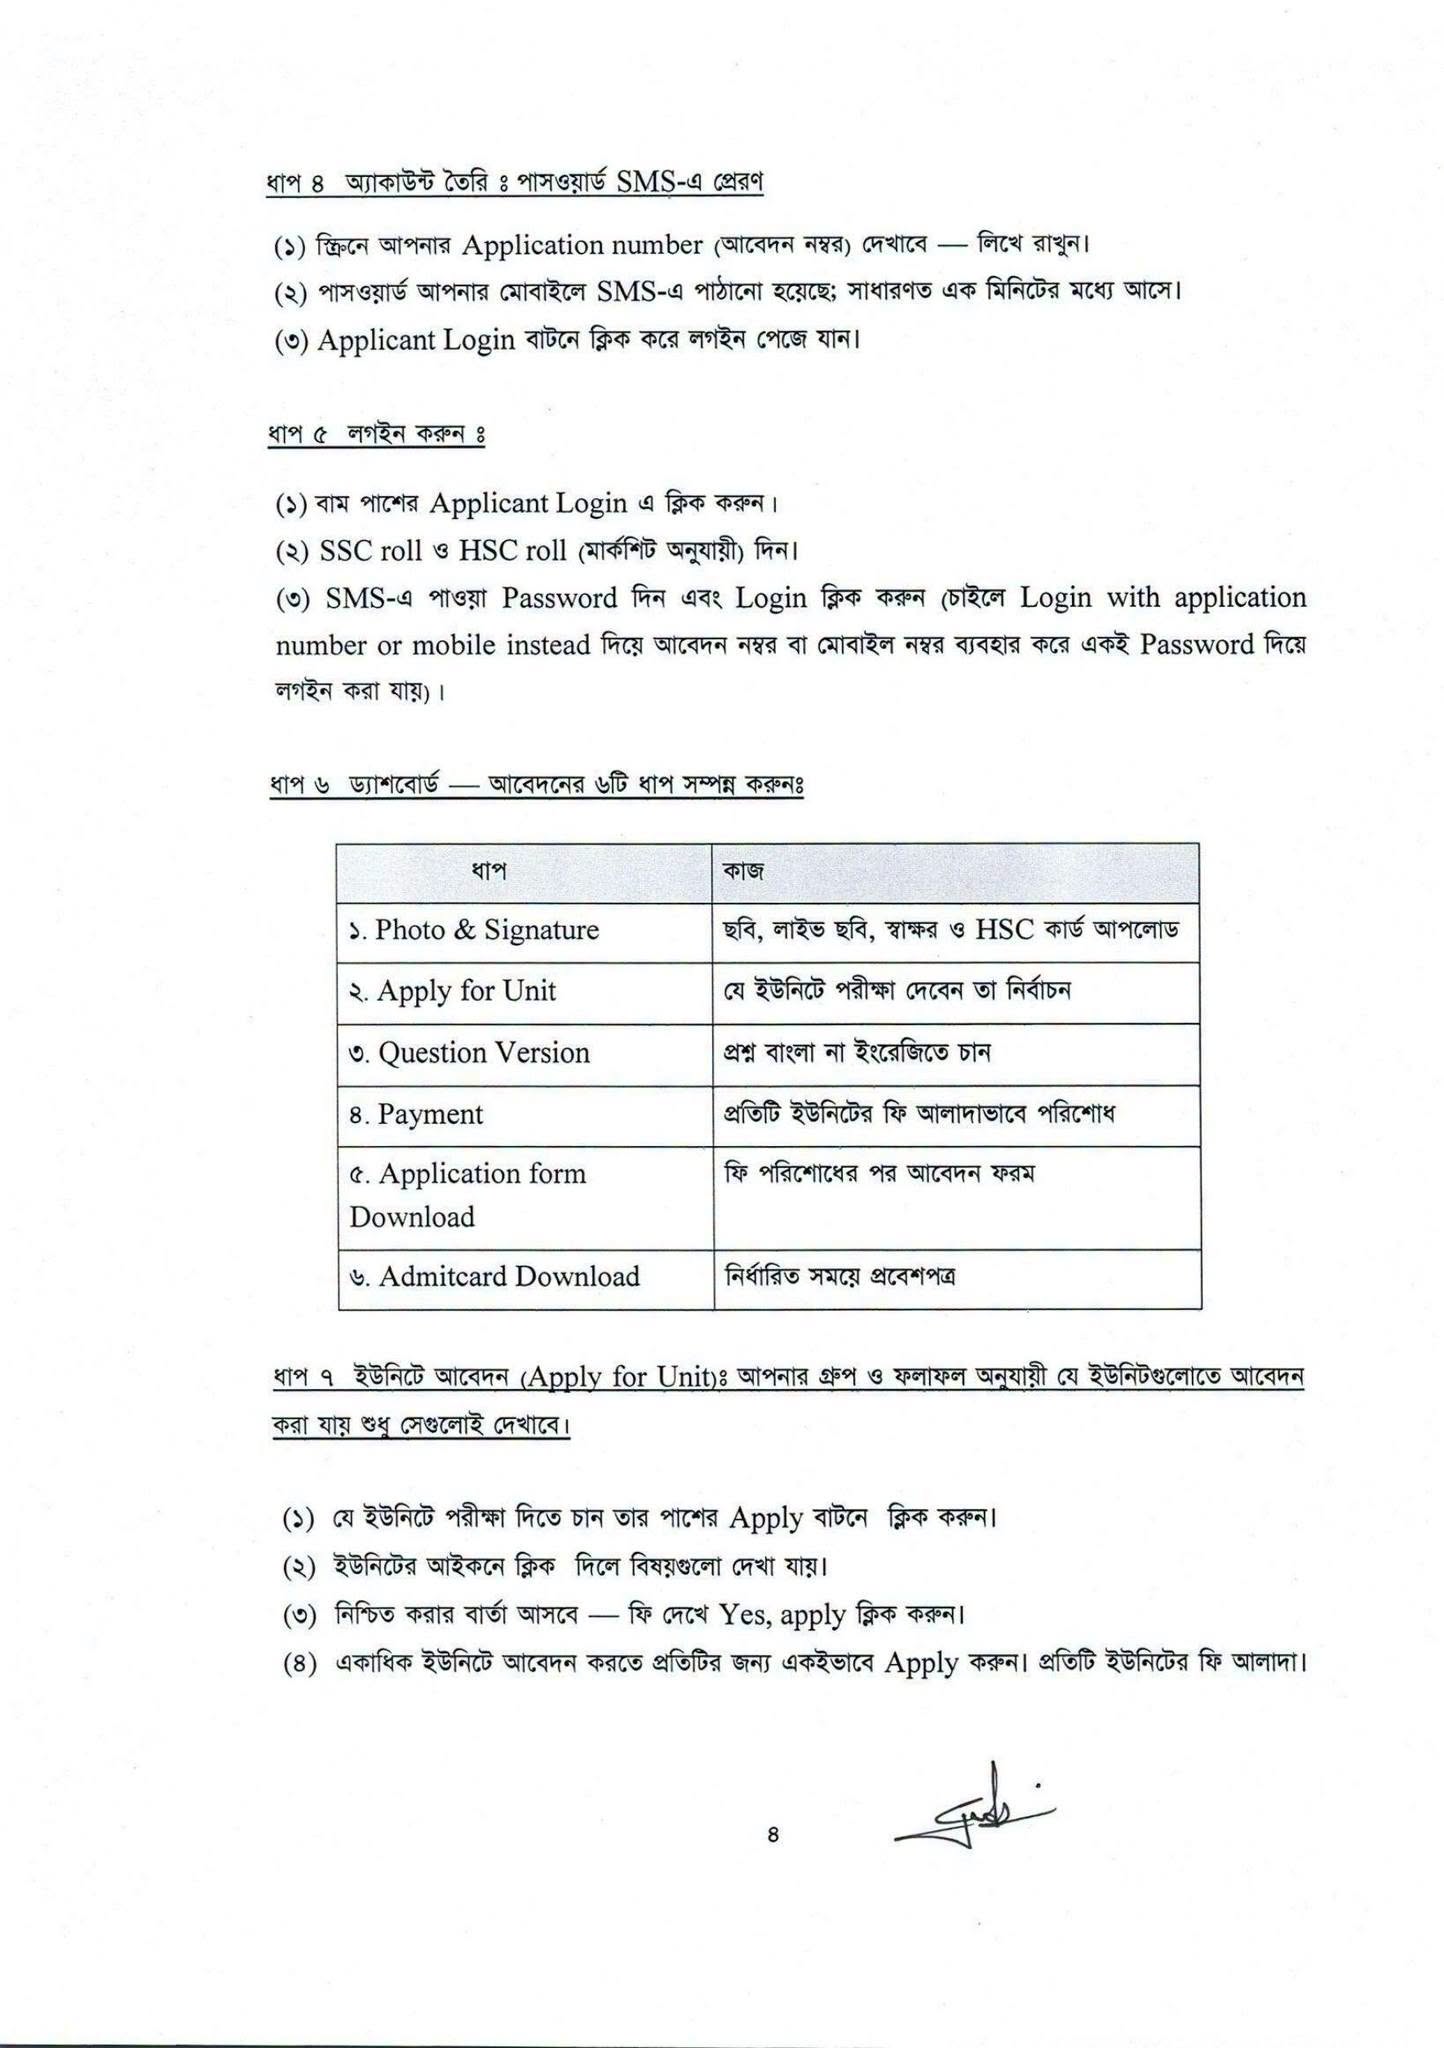 ধাপ ৪ অ্যাকাউন্ট তৈরি ঃ পাসওয়ার্ড SMS-এ প্রেরণ
(১) স্ক্রিনে আপনার Application number (আবেদন নম্বর) দেখাবে — লিখে রাখুন।
(২) পাসওয়ার্ড আপনার মোবাইলে SMS-এ পাঠানো হয়েছে; সাধারণত এক মিনিটের মধ্যে আসে।
(৩) Applicant Login বাটনে ক্লিক করে লগইন পেজে যান।
ধাপ ৫ লগইন করুন ঃ
(১) বাম পাশের Applicant Login এ ক্লিক করুন।
(২) SSC roll ও HSC roll (মার্কশিট অনুযায়ী) দিন।
(৩) SMS-এ পাওয়া Password দিন এবং Login ক্লিক করুন (চাইলে Login with application
number or mobile instead দিয়ে আবেদন নম্বর বা মোবাইল নম্বর ব্যবহার করে একই Password দিয়ে
লগইন করা যায়)।
ধাপ ৬ ড্যাশবোর্ড — আবেদনের ৬টি ধাপ সম্পন্ন করুনঃ
ধাপ কাজ
১. Photo & Signature ছবি, লাইভ ছবি, স্বাক্ষর ও HSC কার্ড আপলোড
২. Apply for Unit যে ইউনিটে পরীক্ষা দেবেন তা নির্বাচন
৩. Question Version প্রশ্ন বাংলা না ইংরেজিতে চান
৪. Payment প্রতিটি ইউনিটের ফি আলাদাভাবে পরিশোধ
৫. Application form ফি পরিশোধের পর আবেদন ফরম
Download
৬. Admitcard Download নির্ধারিত সময়ে প্রবেশপত্র
ধাপ ৭ ইউনিটে আবেদন (Apply for Unit)ঃ আপনার গ্রুপ ও ফলাফল অনুযায়ী যে ইউনিটগুলোতে আবেদন
করা যায় শুধু সেগুলোই দেখাবে।
(১) যে ইউনিটে পরীক্ষা দিতে চান তার পাশের Apply বাটনে ক্লিক করুন।
(২) ইউনিটের আইকনে ক্লিক দিলে বিষয়গুলো দেখা যায়।
(৩) নিশ্চিত করার বার্তা আসবে — ফি দেখে Yes, apply ক্লিক করুন।
(৪) একাধিক ইউনিটে আবেদন করতে প্রতিটির জন্য একইভাবে Apply করুন। প্রতিটি ইউনিটের ফি আলাদা।
৪